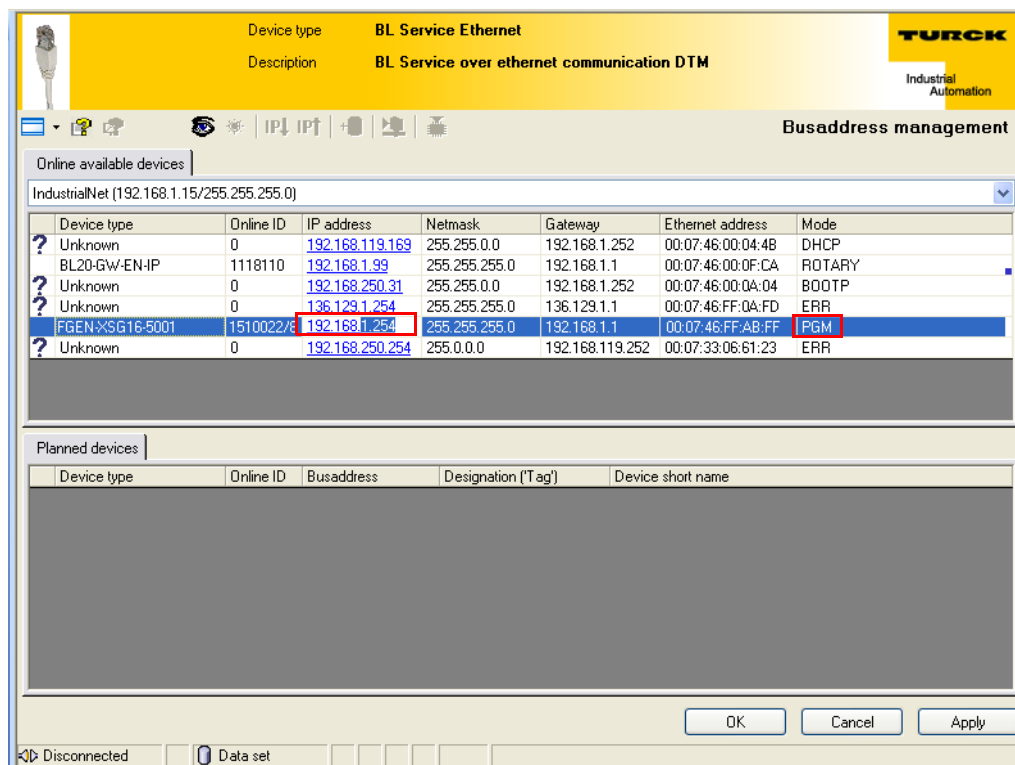 Device type BL Service Ethernet
TURCK
Description BL Service over ethernet communication DTM
Industrial
Automation
IP IP Busaddress management
Online available devices
IndustrialNet (192.168.1.15/255.255.255.0)
Device type Online ID IP address Netmask Gateway Ethernet address Mode
? Unknown 0 192.168.119.169 255.255.0.0 192.168.1.252 00:07:46:00:04:4B DHCP
BL20-GW-EN-IP 1118110 192.168.1.99 255.255.255.0 192.168.1.1 00:07:46:00:0F:CA ROTARY
? Unknown 0 192.168.250.31 255.255.0.0 192.168.1.252 00:07:46:00:0A:04 BOOTP
? Unknown 0 136.129.1.254 255.255.255.0 136.129.1.1 00:07:46:FF:0A:FD ERR
FGEN-XSG16-5001 1510022/8 192.168.1.254 255.255.255.0 192.168.1.1 00:07:46:FF:AB:FF PGM
? Unknown 0 192.168.250.254 255.0.0.0 192.168.119.252 00:07:33:06:61:23 ERR
Planned devices
Device type Online ID Busaddress Designation ('Tag') Device short name
OK Cancel Apply
Disconnected Data set